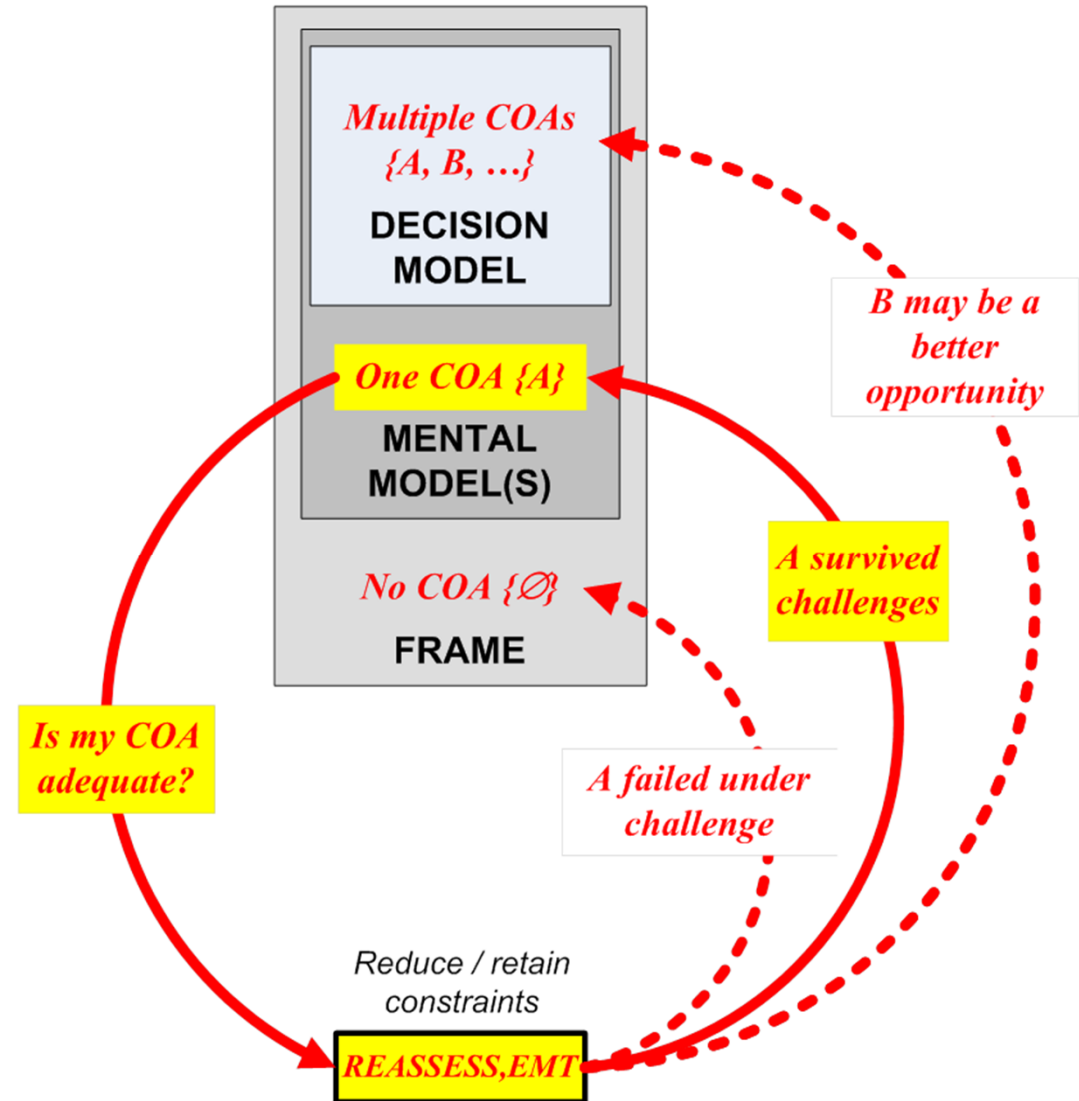 Multiple COAs
{A, B, …}
DECISION
MODEL
B may be a
better
opportunity
One COA {A}
MENTAL
MODEL(S)
A survived
challenges
No COA {∅}
FRAME
Is my COA
adequate?
A failed under
challenge
Reduce / retain
constraints
REASSESS,EMT